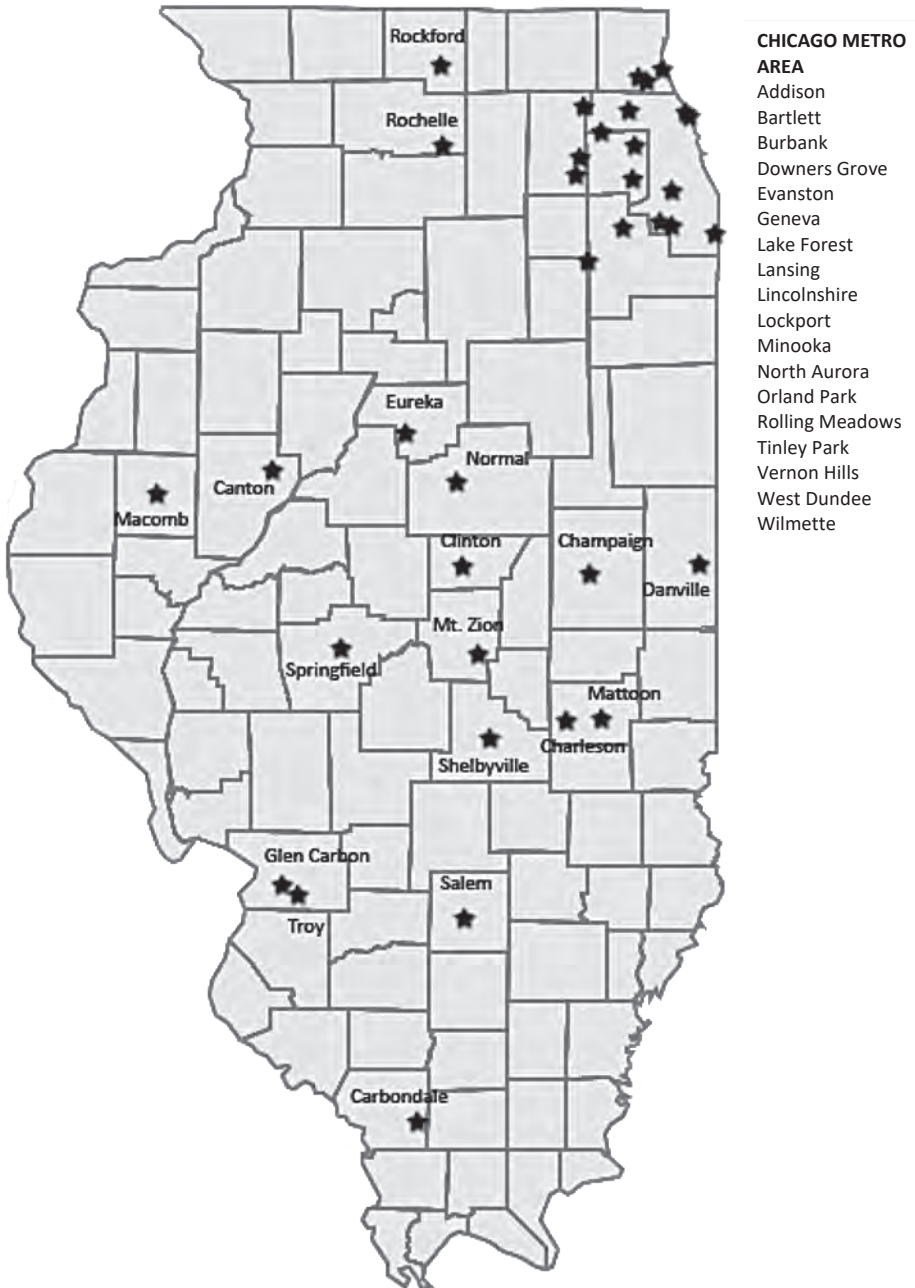 Rockford
Rochelle
Eureka
Normal
Canton
Macomb
Clinton
Champaign
Danville
Mt. Zion
Springfield
Mattoon
Charleson
Shelbyville
Glen Carbon
Troy
Salem
Carbondale
CHICAGO METRO
AREA
Addison
Bartlett
Burbank
Downers Grove
Evanston
Geneva
Lake Forest
Lansing
Lincolnshire
Lockport
Minooka
North Aurora
Orland Park
Rolling Meadows
Tinley Park
Vernon Hills
West Dundee
Wilmette